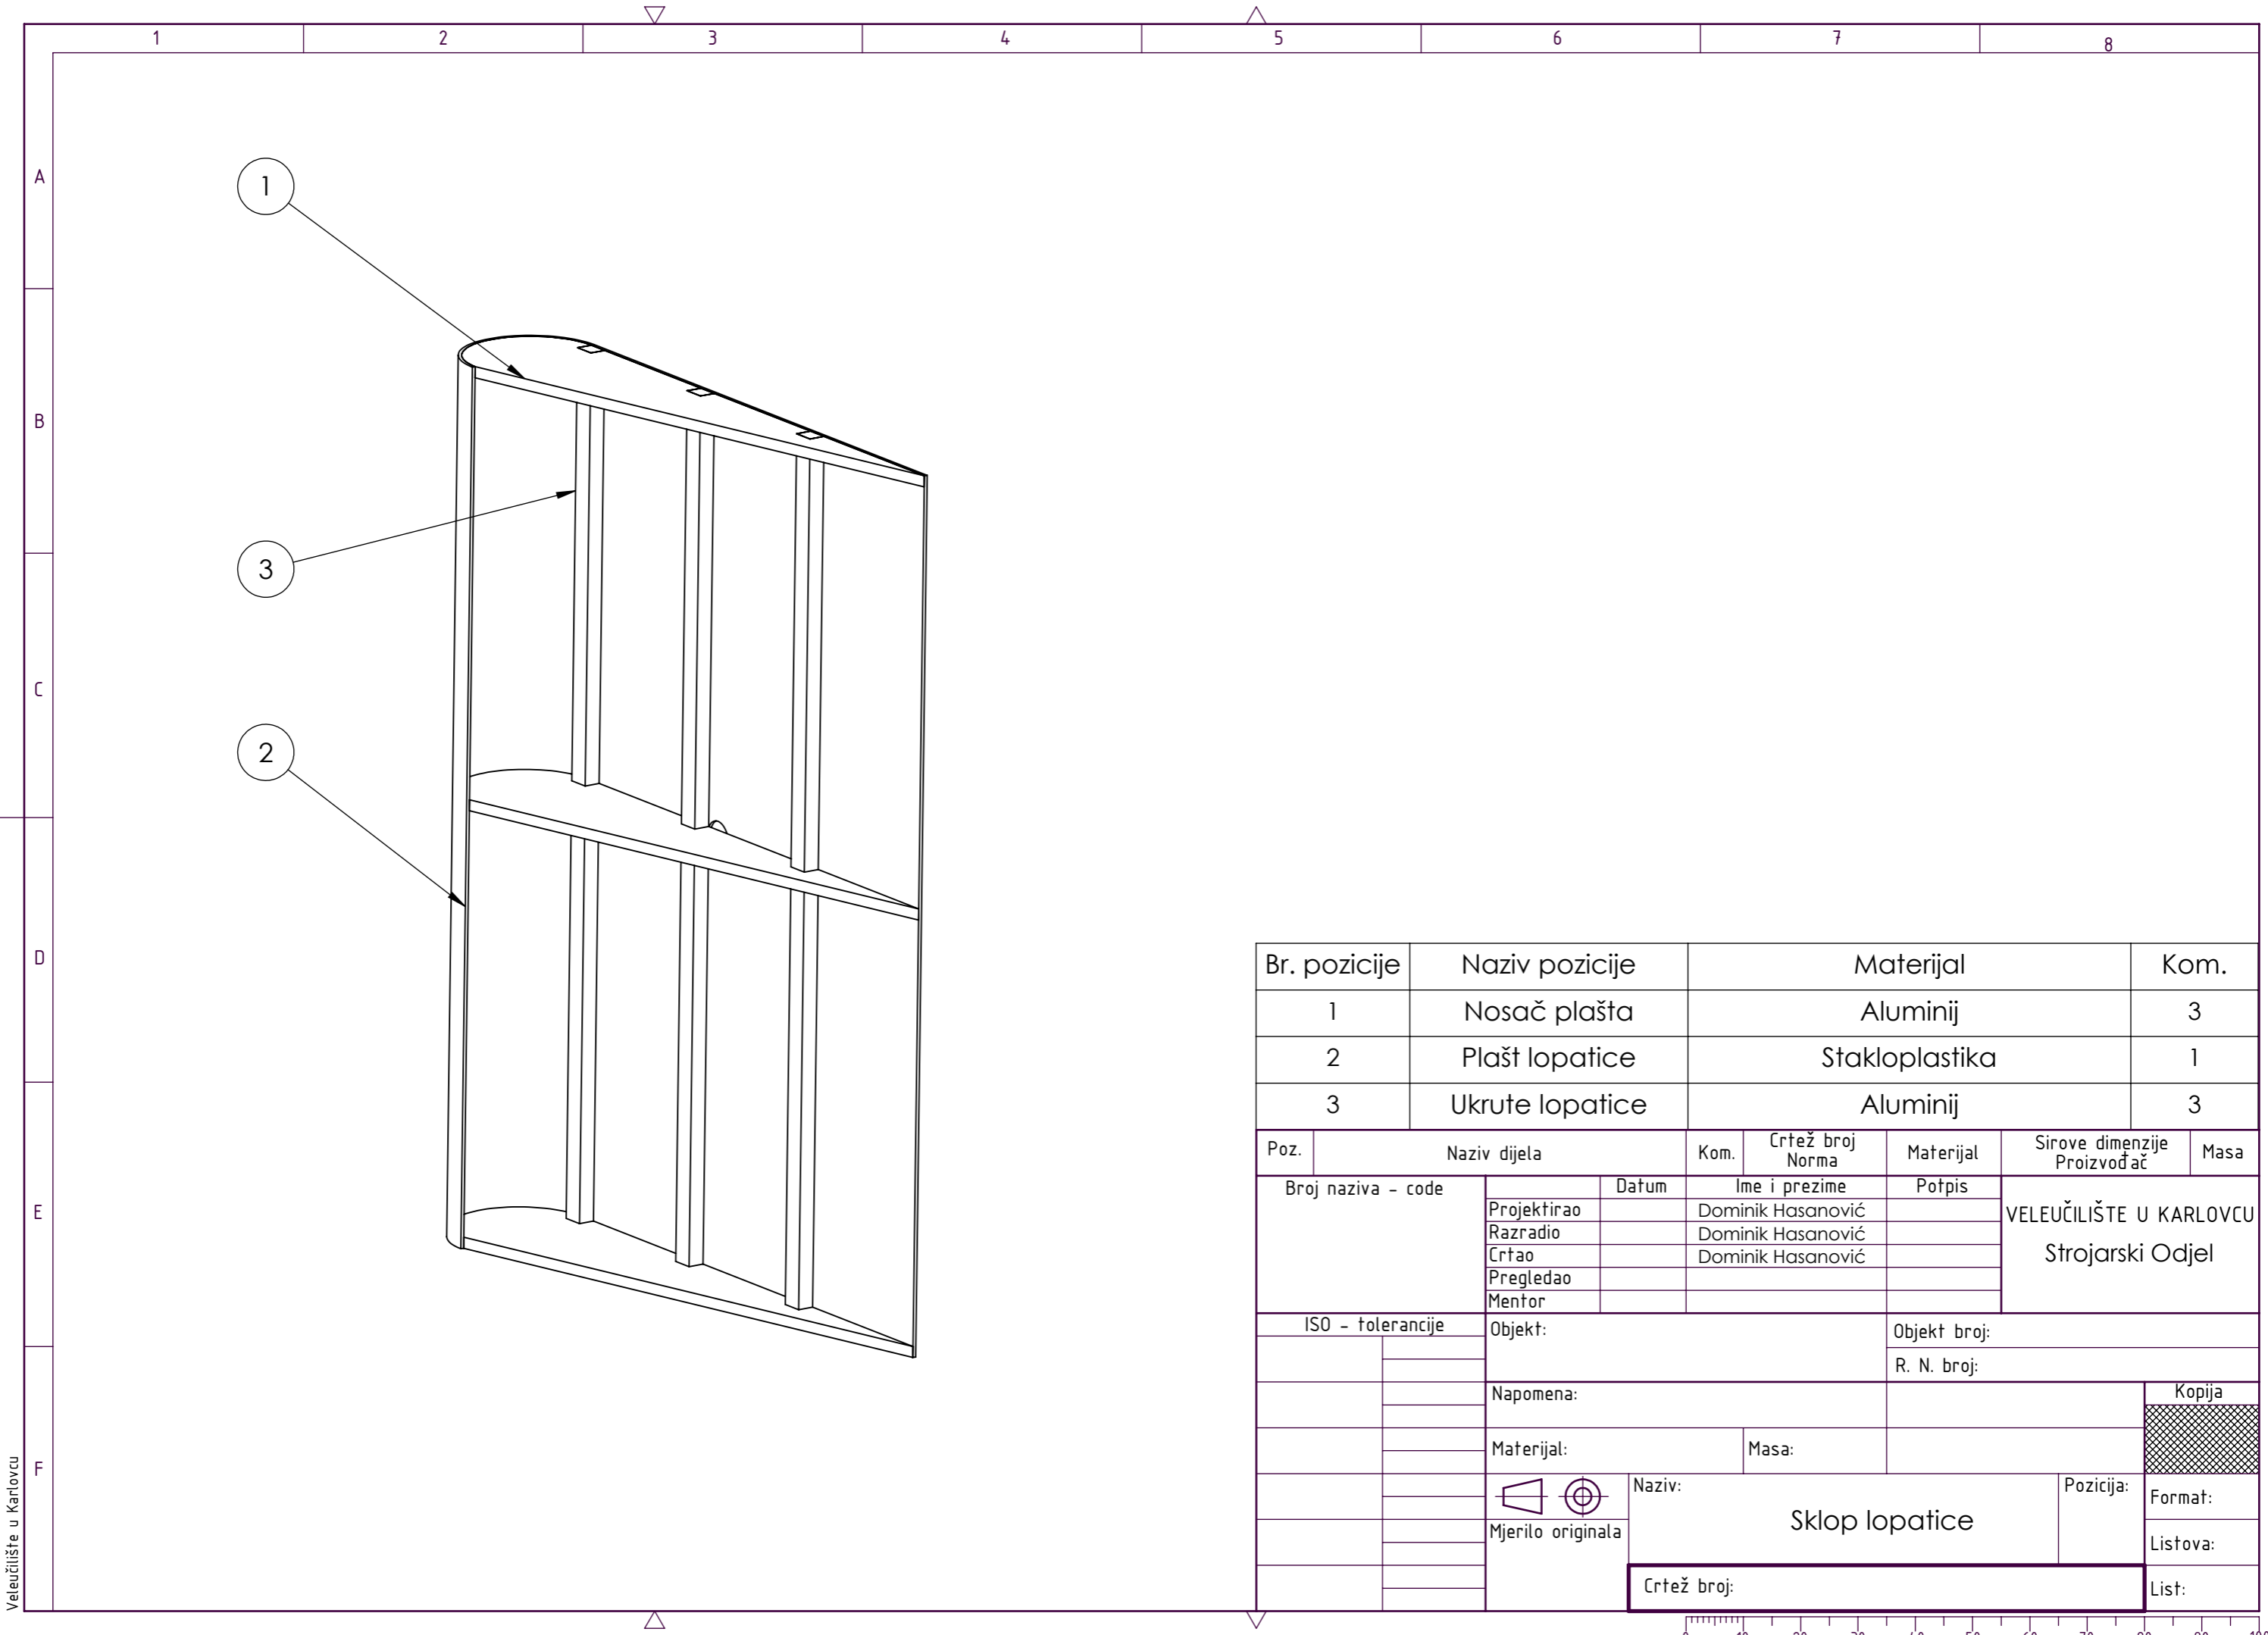 1 2 3 4 5 6 7 8
A
B
C
D
E
F
1
3
2
Br. pozicije Naziv pozicije Materijal Kom.
1 Nosač plašta Aluminij 3
2 Plašt lopatice Stakloplastika 1
3 Ukrute lopatice Aluminij 3
Poz. Naziv dijela Kom. Crtež broj Norma Materijal Sirove dimenzije Proizvođač Masa
Broj naziva - code
Datum Ime i prezime Potpis
Projektirao Dominik Hasanović
Razradio Dominik Hasanović
Crtao Dominik Hasanović
Pregledao
Mentor
VELEUČILIŠTE U KARLOVCU
Strojarski Odjel
ISO - tolerancije
Objekt:
Objekt broj:
R. N. broj:
Napomena:
Kopija
Materijal:
Masa:
Naziv:
Sklop lopatice
Pozicija:
Format:
Mjerilo originala
Listova:
Crtež broj:
List:
Veleučilište u Karlovcu